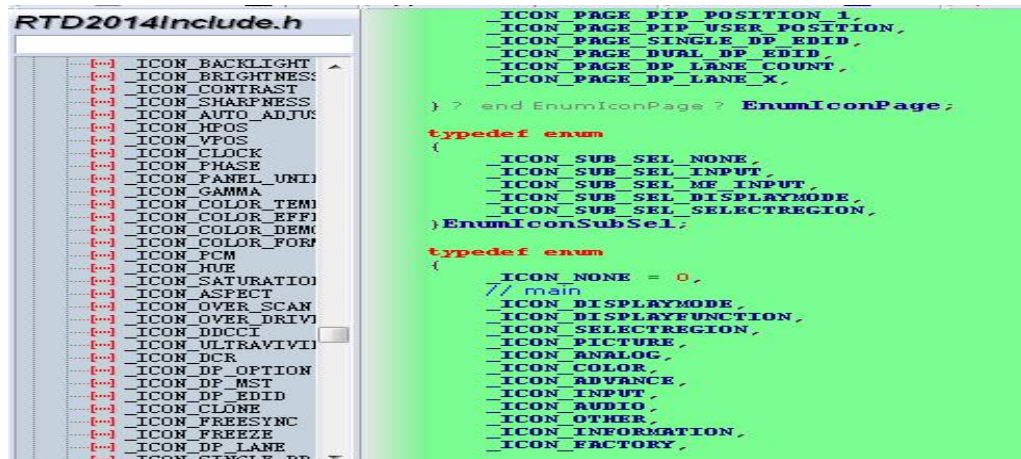 RTD2014Include.h
_ICON_BACKLIGHT
_ICON_BRIGHTNESS
_ICON_CONTRAST
_ICON_SHARPNESS
_ICON_AUTO_ADJUS
_ICON_HPOS
_ICON_VPOS
_ICON_CLOCK
_ICON_PHASE
_ICON_PANEL_UNI
_ICON_GAMMA
_ICON_COLOR_TEM
_ICON_COLOR_EFF
_ICON_COLOR_DEMO
_ICON_COLOR_FOR
_ICON_PCM
_ICON_HUE
_ICON_SATURATIO
_ICON_ASPECT
_ICON_OVER_SCAN
_ICON_OVER_DRIV
_ICON_DDCCI
_ICON_ULTRAVIVI
_ICON_DCR
_ICON_DP_OPTION
_ICON_DP_MST
_ICON_DP_EDID
_ICON_CLONE
_ICON_FREESYNC
_ICON_FREEZE
_ICON_DP_LANE
_ICON_SINGLE_DP
_ICON_PAGE_PIP_POSITION_1,
_ICON_PAGE_PIP_USER_POSITION,
_ICON_PAGE_SINGLE_DP_EDID,
_ICON_PAGE_DUAL_DP_EDID,
_ICON_PAGE_DP_LANE_COUNT,
_ICON_PAGE_DP_LANE_X,
} ? end EnumIconPage ? EnumIconPage;
typedef enum
{
_ICON_SUB_SEL_NONE,
_ICON_SUB_SEL_INPUT,
_ICON_SUB_SEL_MF_INPUT,
_ICON_SUB_SEL_DISPLAYMODE,
_ICON_SUB_SEL_SELECTREGION,
}EnumIconSubSel;
typedef enum
{
_ICON_NONE = 0,
// main
_ICON_DISPLAYMODE,
_ICON_DISPLAYFUNCTION,
_ICON_SELECTREGION,
_ICON_PICTURE,
_ICON_ANALOG,
_ICON_COLOR,
_ICON_ADVANCE,
_ICON_INPUT,
_ICON_AUDIO,
_ICON_OTHER,
_ICON_INFORMATION,
_ICON_FACTORY,